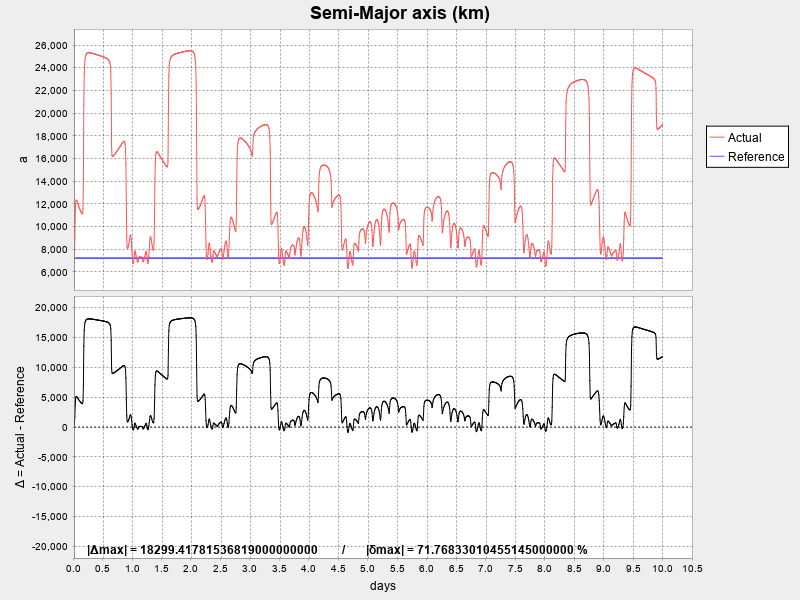 Semi-Major axis (km)
26,000
24,000
22,000
20,000
18,000
16,000
14,000
12,000
10,000
8,000
6,000
a
Actual
Reference
20,000
15,000
10,000
5,000
0
-5,000
-10,000
-15,000
-20,000
Δ = Actual - Reference
|Δmax| = 18299.41781536819000000000 / |δmax| = 71.76833010455145000000 %
0.0 0.5 1.0 1.5 2.0 2.5 3.0 3.5 4.0 4.5 5.0 5.5 6.0 6.5 7.0 7.5 8.0 8.5 9.0 9.5 10.0 10.5
days